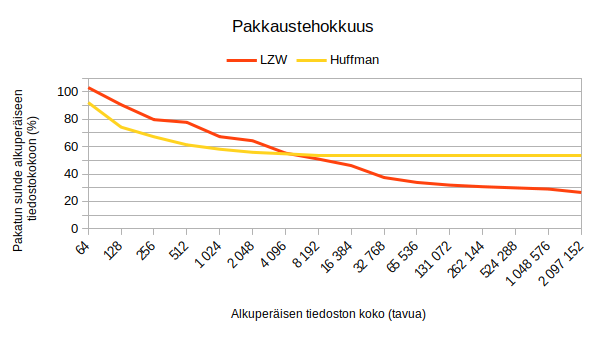 Pakkaustehokkuus
LZW Huffman
Pakatun suhde alkuperäiseen
tiedostokokoon (%)
100
80
60
40
20
0
64 128 256 512 1 024 2 048 4 096 8 192 16 384 32 768 65 536 131 072 262 144 524 288 1 048 576 2 097 152
Alkuperäisen tiedoston koko (tavua)